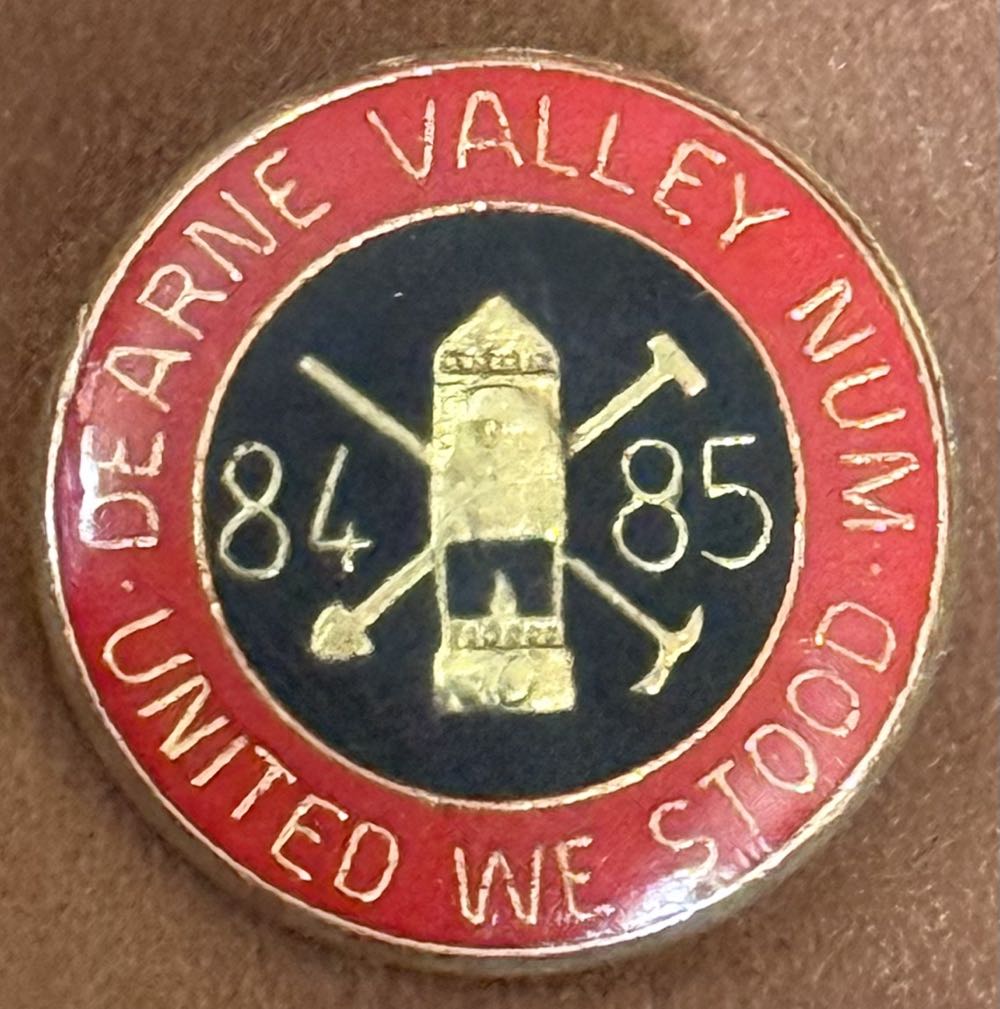 DEARNE VALLEY NUM
84 85
· UNITED WE STOOD ·